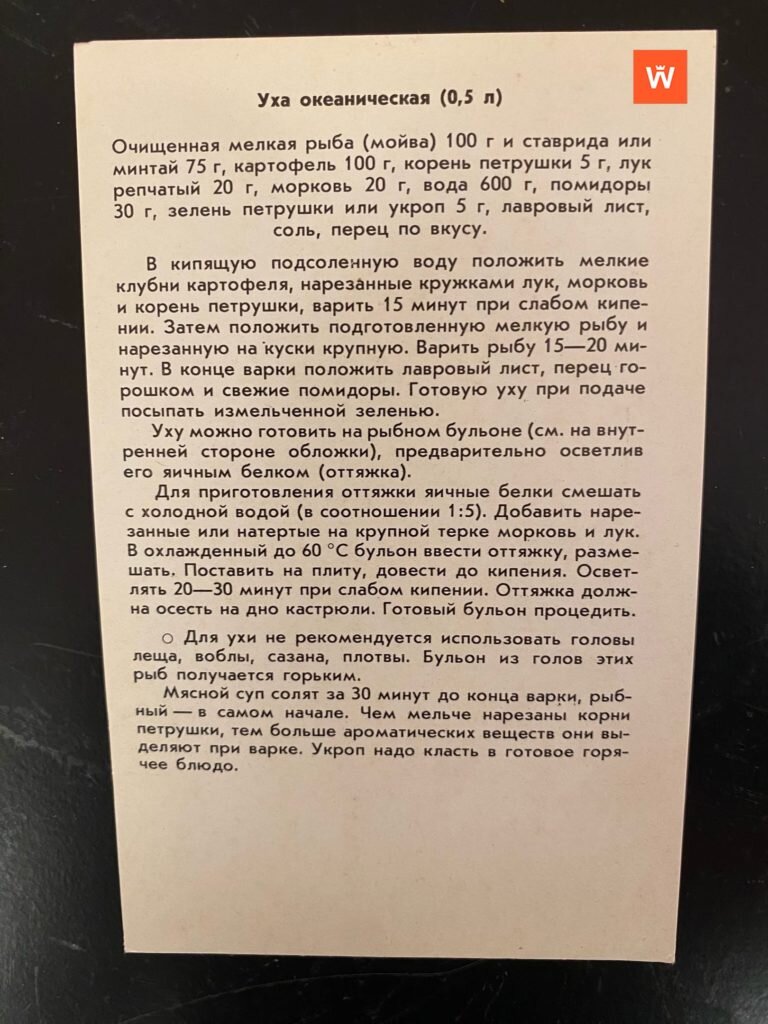 W
Уха океаническая (0,5 л)
Очищенная мелкая рыба (мойва) 100 г и ставрида или
минтай 75 г, картофель 100 г, корень петрушки 5 г, лук
репчатый 20 г, морковь 20 г, вода 600 г, помидоры
30 г, зелень петрушки или укроп 5 г, лавровый лист,
соль, перец по вкусу.
В кипящую подсоленную воду положить мелкие
клубни картофеля, нарезанные кружками лук, морковь
и корень петрушки, варить 15 минут при слабом кипе-
нии. Затем положить подготовленную мелкую рыбу и
нарезанную на куски крупную. Варить рыбу 15—20 ми-
нут. В конце варки положить лавровый лист, перец го-
рошком и свежие помидоры. Готовую уху при подаче
посыпать измельченной зеленью.
Уху можно готовить на рыбном бульоне (см. на внут-
ренней стороне обложки), предварительно осветлив
его яичным белком (оттяжка).
Для приготовления оттяжки яичные белки смешать
с холодной водой (в соотношении 1:5). Добавить наре-
занные или натертые на крупной терке морковь и лук.
В охлажденный до 60 °С бульон ввести оттяжку, разме-
шать. Поставить на плиту, довести до кипения. Освет-
лять 20—30 минут при слабом кипении. Оттяжка долж-
на осесть на дно кастрюли. Готовый бульон процедить.
○ Для ухи не рекомендуется использовать головы
леща, воблы, сазана, плотвы. Бульон из голов этих
рыб получается горьким.
Мясной суп солят за 30 минут до конца варки, рыб-
ный — в самом начале. Чем мельче нарезаны корни
петрушки, тем больше ароматических веществ они вы-
деляют при варке. Укроп надо класть в готовое горя-
чее блюдо.